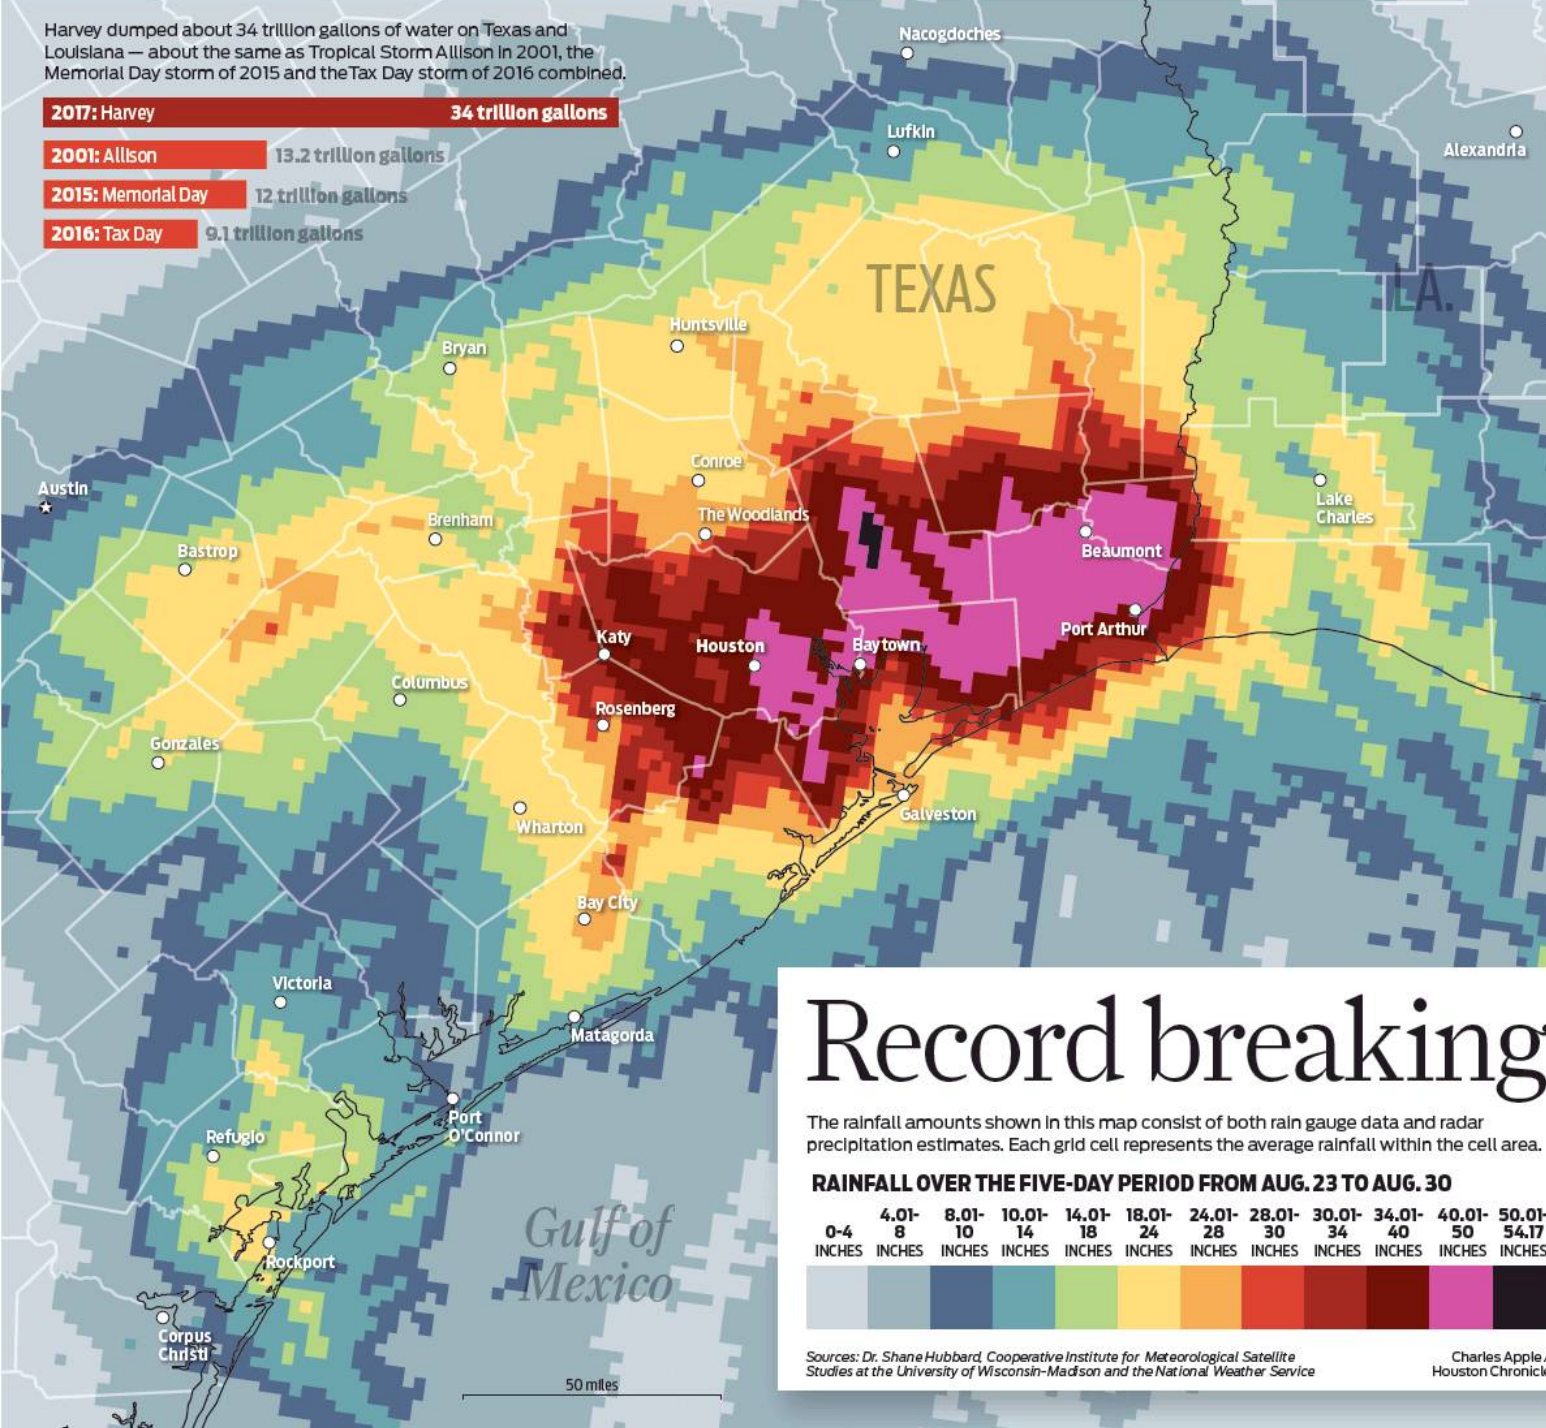 Harvey dumped about 34 trillion gallons of water on Texas and
Louisiana — about the same as Tropical Storm Allison in 2001, the
Memorial Day storm of 2015 and the Tax Day storm of 2016 combined.
2017: Harvey 34 trillion gallons
2001: Allison 13.2 trillion gallons
2015: Memorial Day 12 trillion gallons
2016: Tax Day 9.1 trillion gallons
Nacogdoches
Lufkin
Alexandria
TEXAS
LA.
Huntsville
Bryan
Conroe
Austin
The Woodlands
Lake
Charles
Brenham
Bastrop
Beaumont
Port Arthur
Katy
Houston
Baytown
Columbus
Rosenberg
Gonzales
Galveston
Wharton
Bay City
Victoria
Matagorda
Port
O'Connor
Refugio
Rockport
Gulf of
Mexico
Corpus
Christi
50 miles
Record breaking
The rainfall amounts shown in this map consist of both rain gauge data and radar
precipitation estimates. Each grid cell represents the average rainfall within the cell area.
RAINFALL OVER THE FIVE-DAY PERIOD FROM AUG. 23 TO AUG. 30
4.01- 8.01- 10.01- 14.01- 18.01- 24.01- 28.01- 30.01- 34.01- 40.01- 50.01-
0-4 8 10 14 18 24 28 30 34 40 50 54.17
INCHES INCHES INCHES INCHES INCHES INCHES INCHES INCHES INCHES INCHES INCHES INCHES
Sources: Dr. Shane Hubbard, Cooperative Institute for Meteorological Satellite
Studies at the University of Wisconsin-Madison and the National Weather Service
Charles Apple /
Houston Chronicle